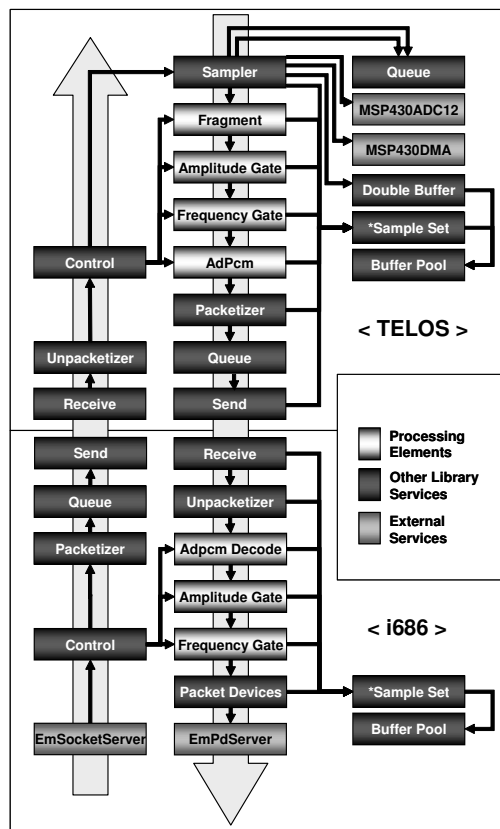 Sampler
Queue
MSP430ADC12
Fragment
MSP430DMA
Amplitude Gate
Double Buffer
Frequency Gate
*Sample Set
Control
AdPcm
Buffer Pool
Packetizer
< TELOS >
Unpacketizer
Queue
Receive
Send
Processing
Elements
Other Library
Services
External
Services
Send
Receive
Queue
Unpacketizer
Packetizer
Adpcm Decode
Amplitude Gate
< i686 >
Control
Frequency Gate
Packet Devices
*Sample Set
EmSocketServer
EmPdServer
Buffer Pool